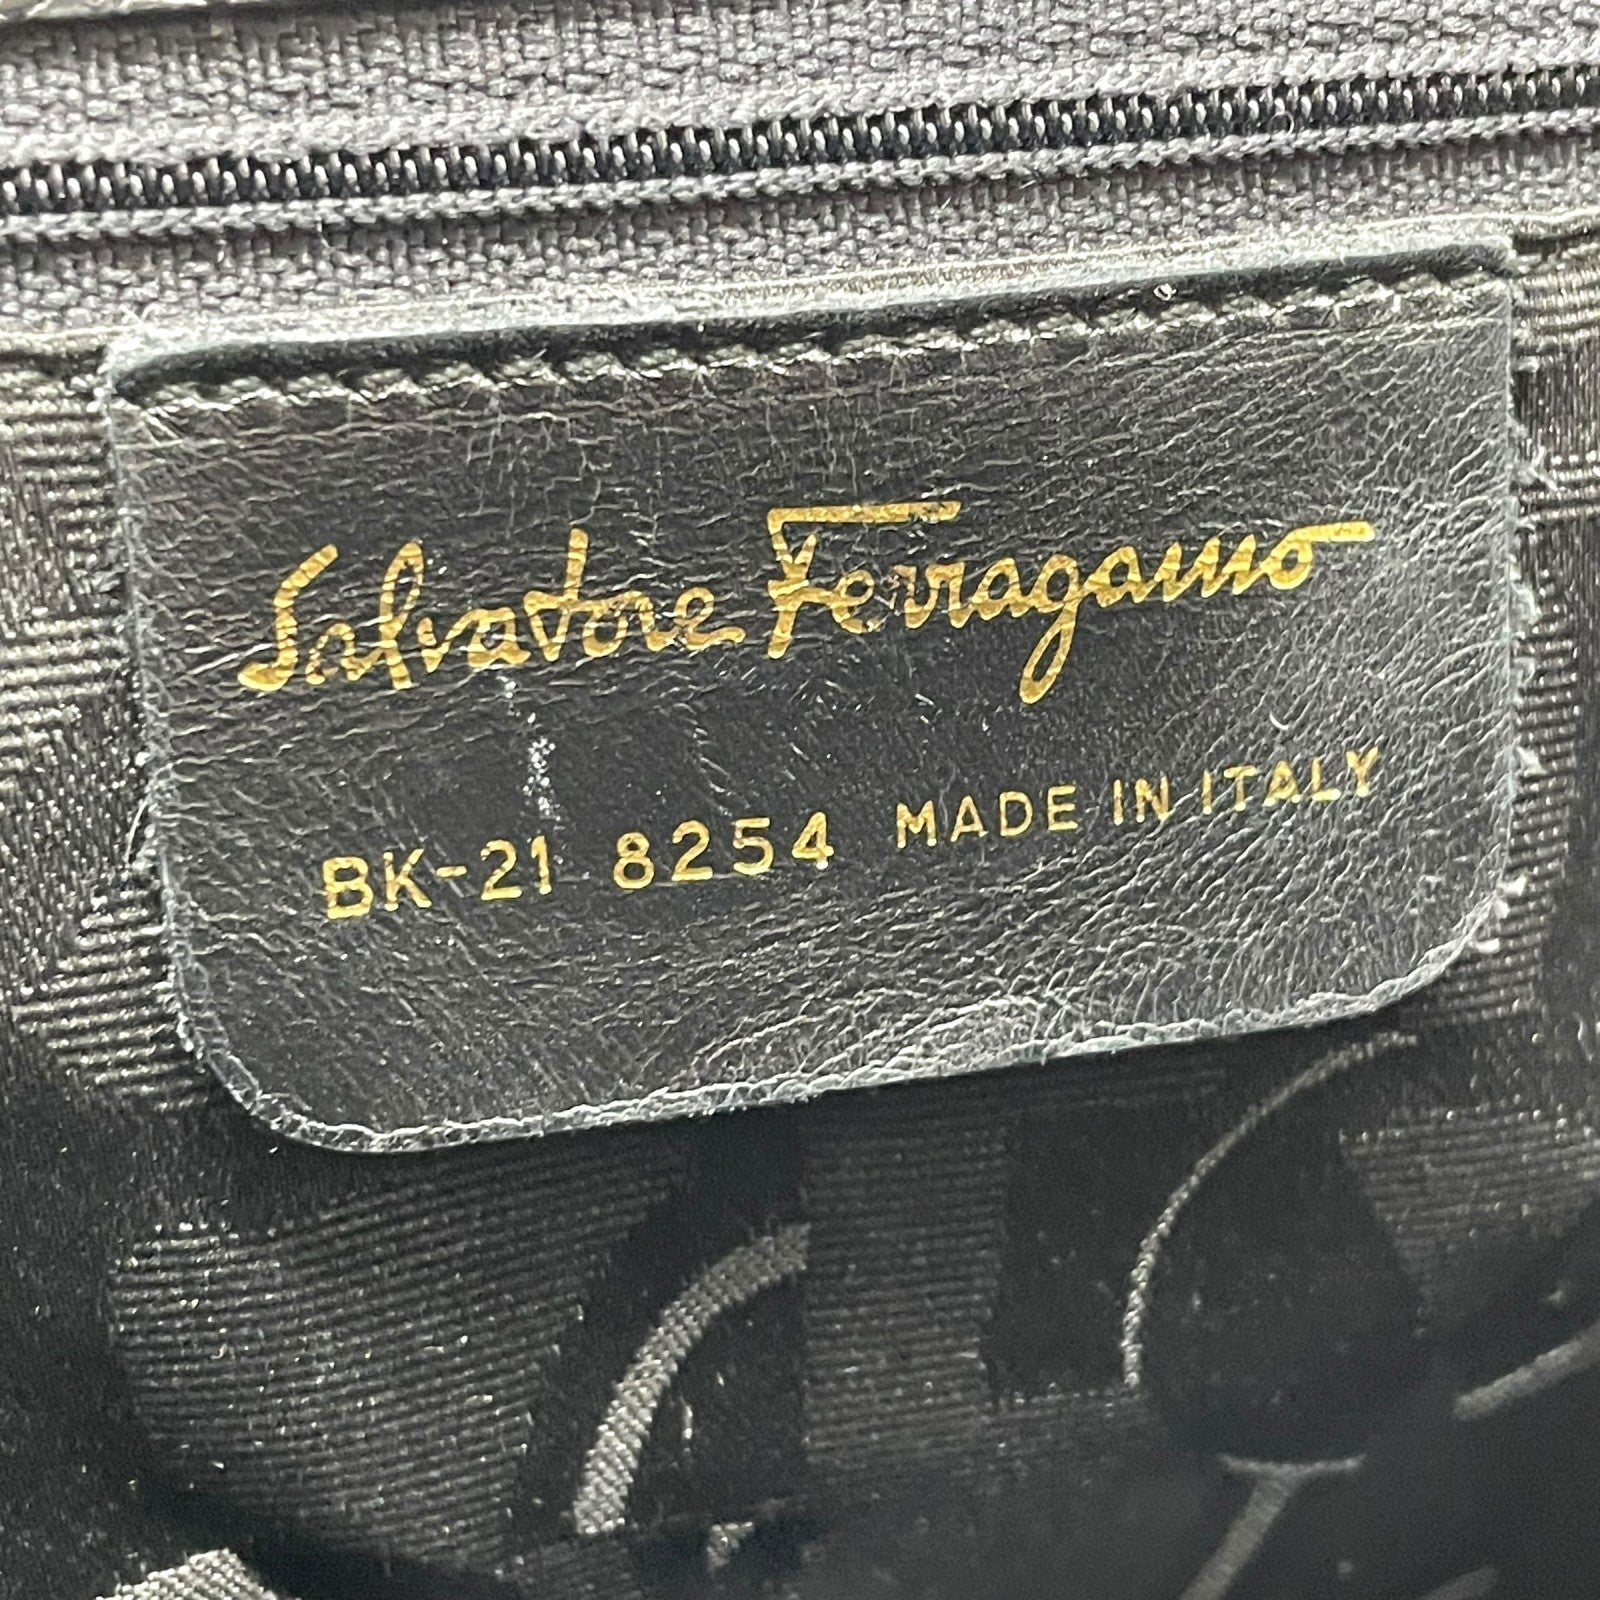 Salvatore Ferragamo
BK-21 8254 MADE IN ITALY